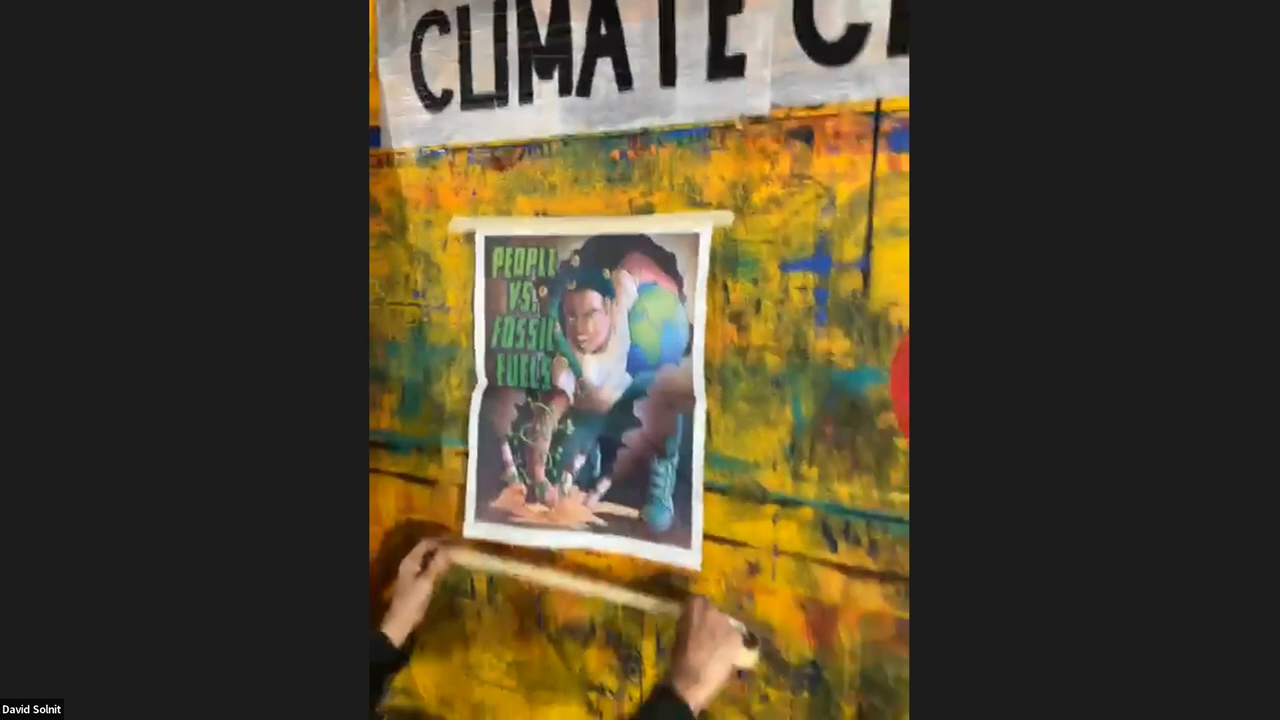 CLIMATE
PEOPLE
VS.
FOSSIL
FUELS
David Solnit